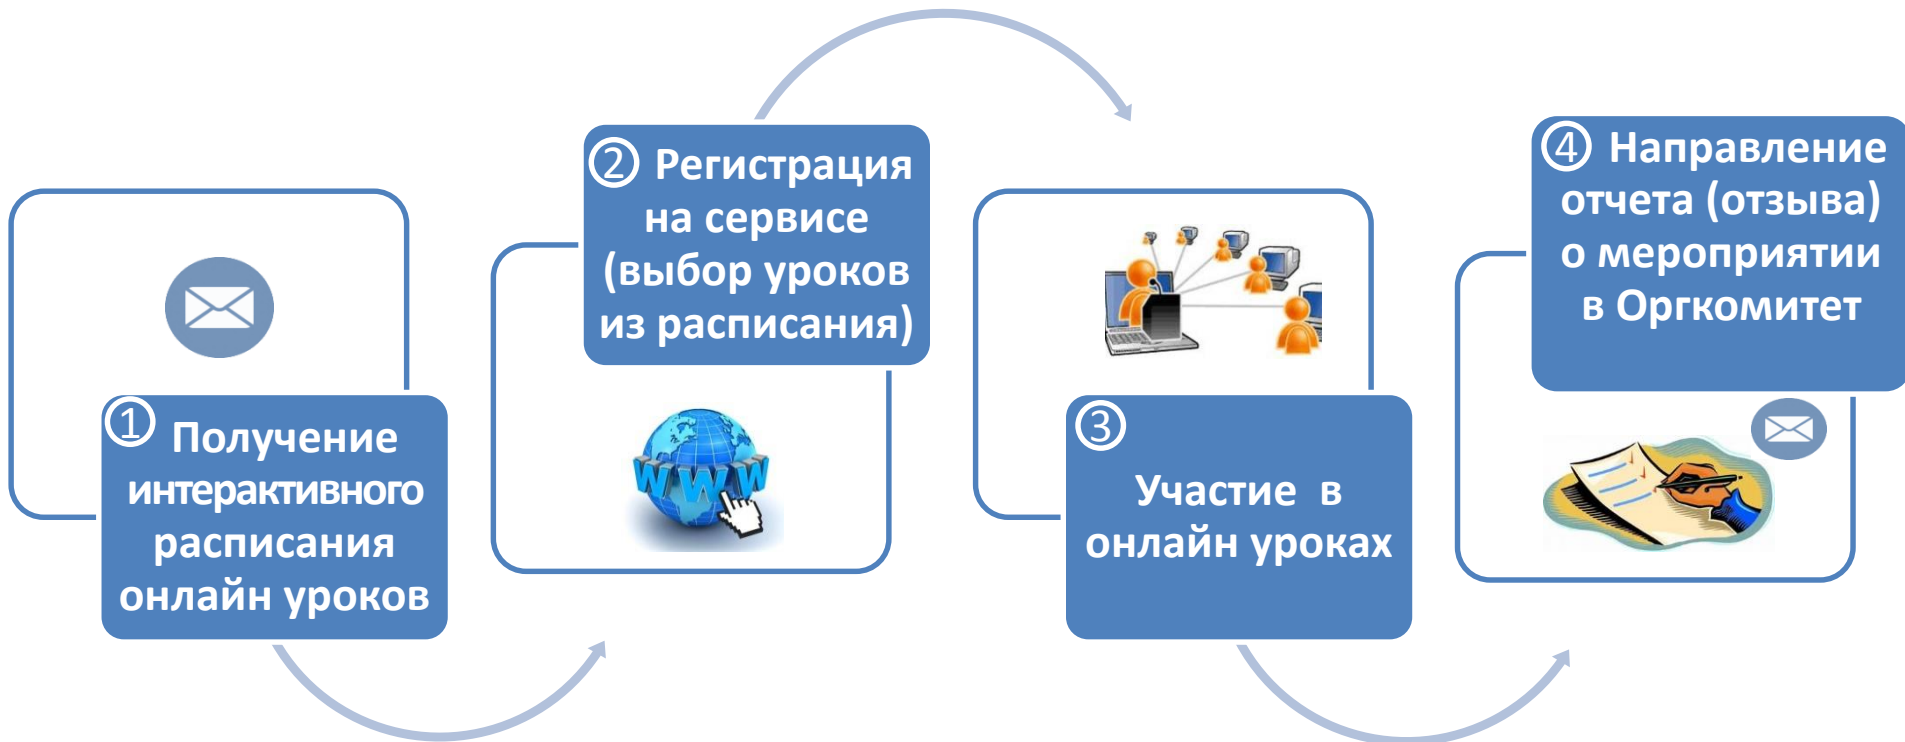 ① Получение
интерактивного
расписания
онлайн уроков
② Регистрация
на сервисе
(выбор уроков
из расписания)
WWW
③
Участие в
онлайн уроках
④ Направление
отчета (отзыва)
о мероприятии
в Оргкомитет